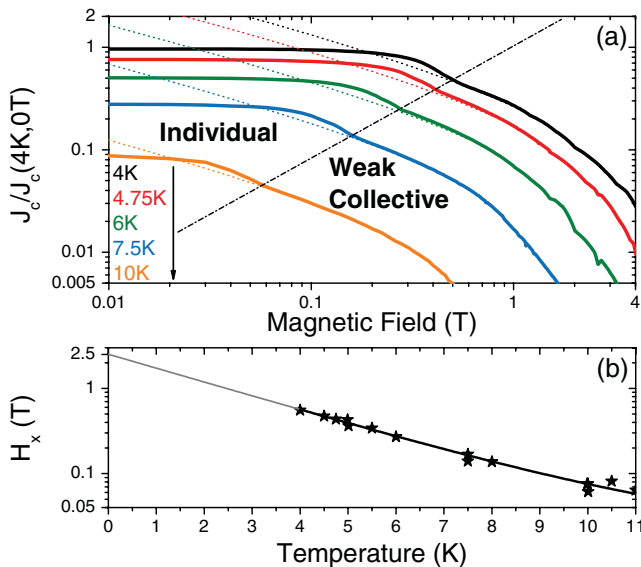 (a)
J_c/J_c(4K,0T)
2
1
0.1
0.01
0.005
Individual
Weak
Collective
4K
4.75K
6K
7.5K
10K
0.01
0.1
1
4
Magnetic Field (T)
(b)
H_x (T)
2.5
1
0.1
0.05
0 1 2 3 4 5 6 7 8 9 10 11
Temperature (K)